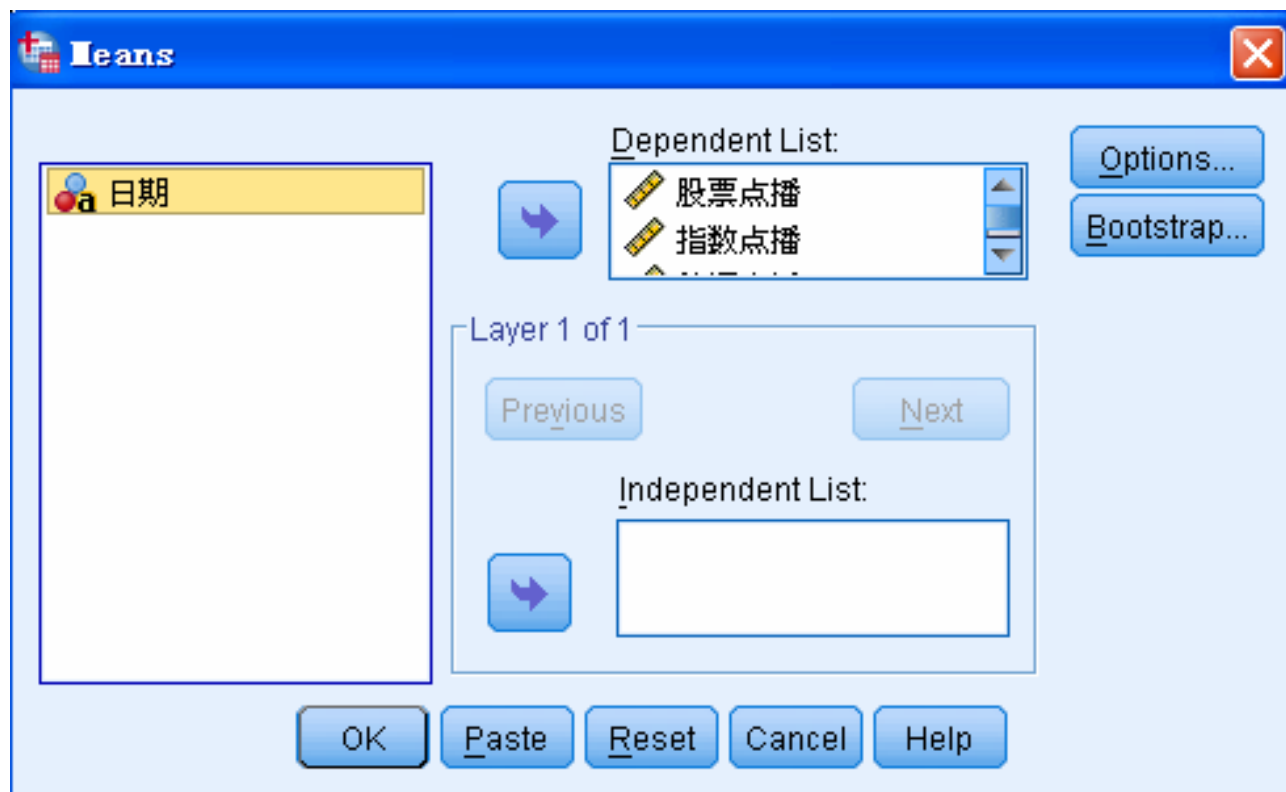 Means
日期
Dependent List:
股票点播
指数点播
Options...
Bootstrap...
Layer 1 of 1
Previous
Next
Independent List:
OK
Paste
Reset
Cancel
Help